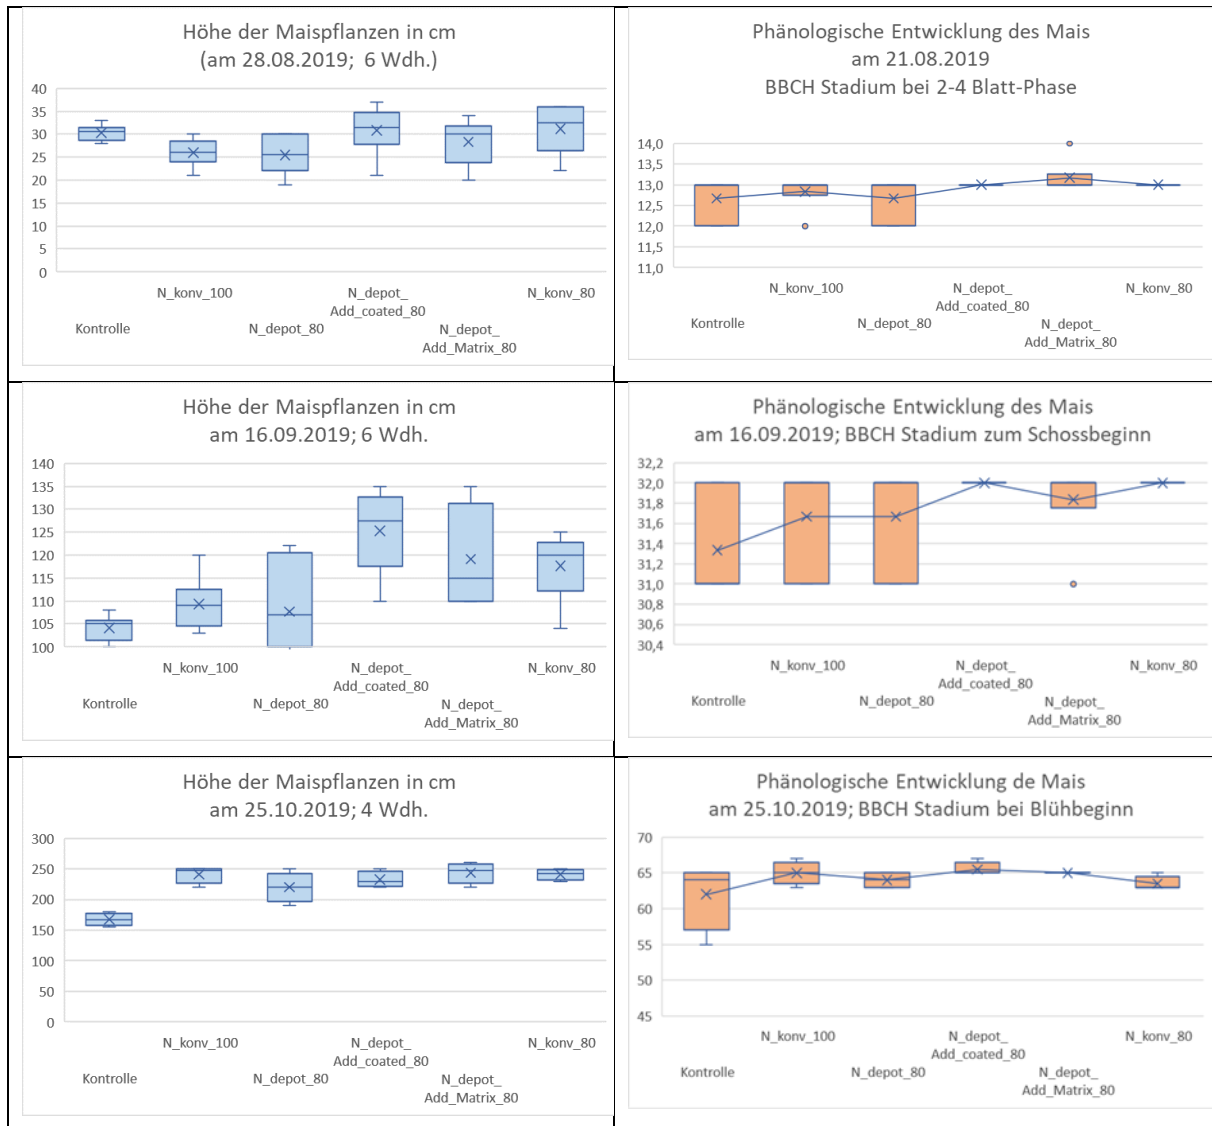 Höhe der Maispflanzen in cm
(am 28.08.2019;  6 Wdh.)
40
35
30
25
20
15
10
5
0
N_konv_100
N_depot_
Add_coated_80
N_konv_80
Kontrolle
N_depot_80
N_depot_
Add_Matrix_80
Phänologische Entwicklung des Mais
am 21.08.2019
BBCH Stadium bei 2-4 Blatt-Phase
14,0
13,5
13,0
12,5
12,0
11,5
11,0
N_konv_100
N_depot_
Add_coated_80
N_konv_80
Kontrolle
N_depot_80
N_depot_
Add_Matrix_80
Höhe der Maispflanzen in cm
am 16.09.2019; 6 Wdh.
140
135
130
125
120
115
110
105
100
N_konv_100
N_depot_
Add_coated_80
N_konv_80
Kontrolle
N_depot_80
N_depot_
Add_Matrix_80
Phänologische Entwicklung des Mais
am 16.09.2019; BBCH Stadium zum Schossbeginn
32,2
32,0
31,8
31,6
31,4
31,2
31,0
30,8
30,6
30,4
N_konv_100
N_depot_
Add_coated_80
N_konv_80
Kontrolle
N_depot_80
N_depot_
Add_Matrix_80
Höhe der Maispflanzen in cm
am 25.10.2019; 4 Wdh.
300
250
200
150
100
50
0
N_konv_100
N_depot_
Add_coated_80
N_konv_80
Kontrolle
N_depot_80
N_depot_
Add_Matrix_80
Phänologische Entwicklung de Mais
am 25.10.2019; BBCH Stadium bei Blühbeginn
70
65
60
55
50
45
N_konv_100
N_depot_
Add_coated_80
N_konv_80
Kontrolle
N_depot_80
N_depot_
Add_Matrix_80